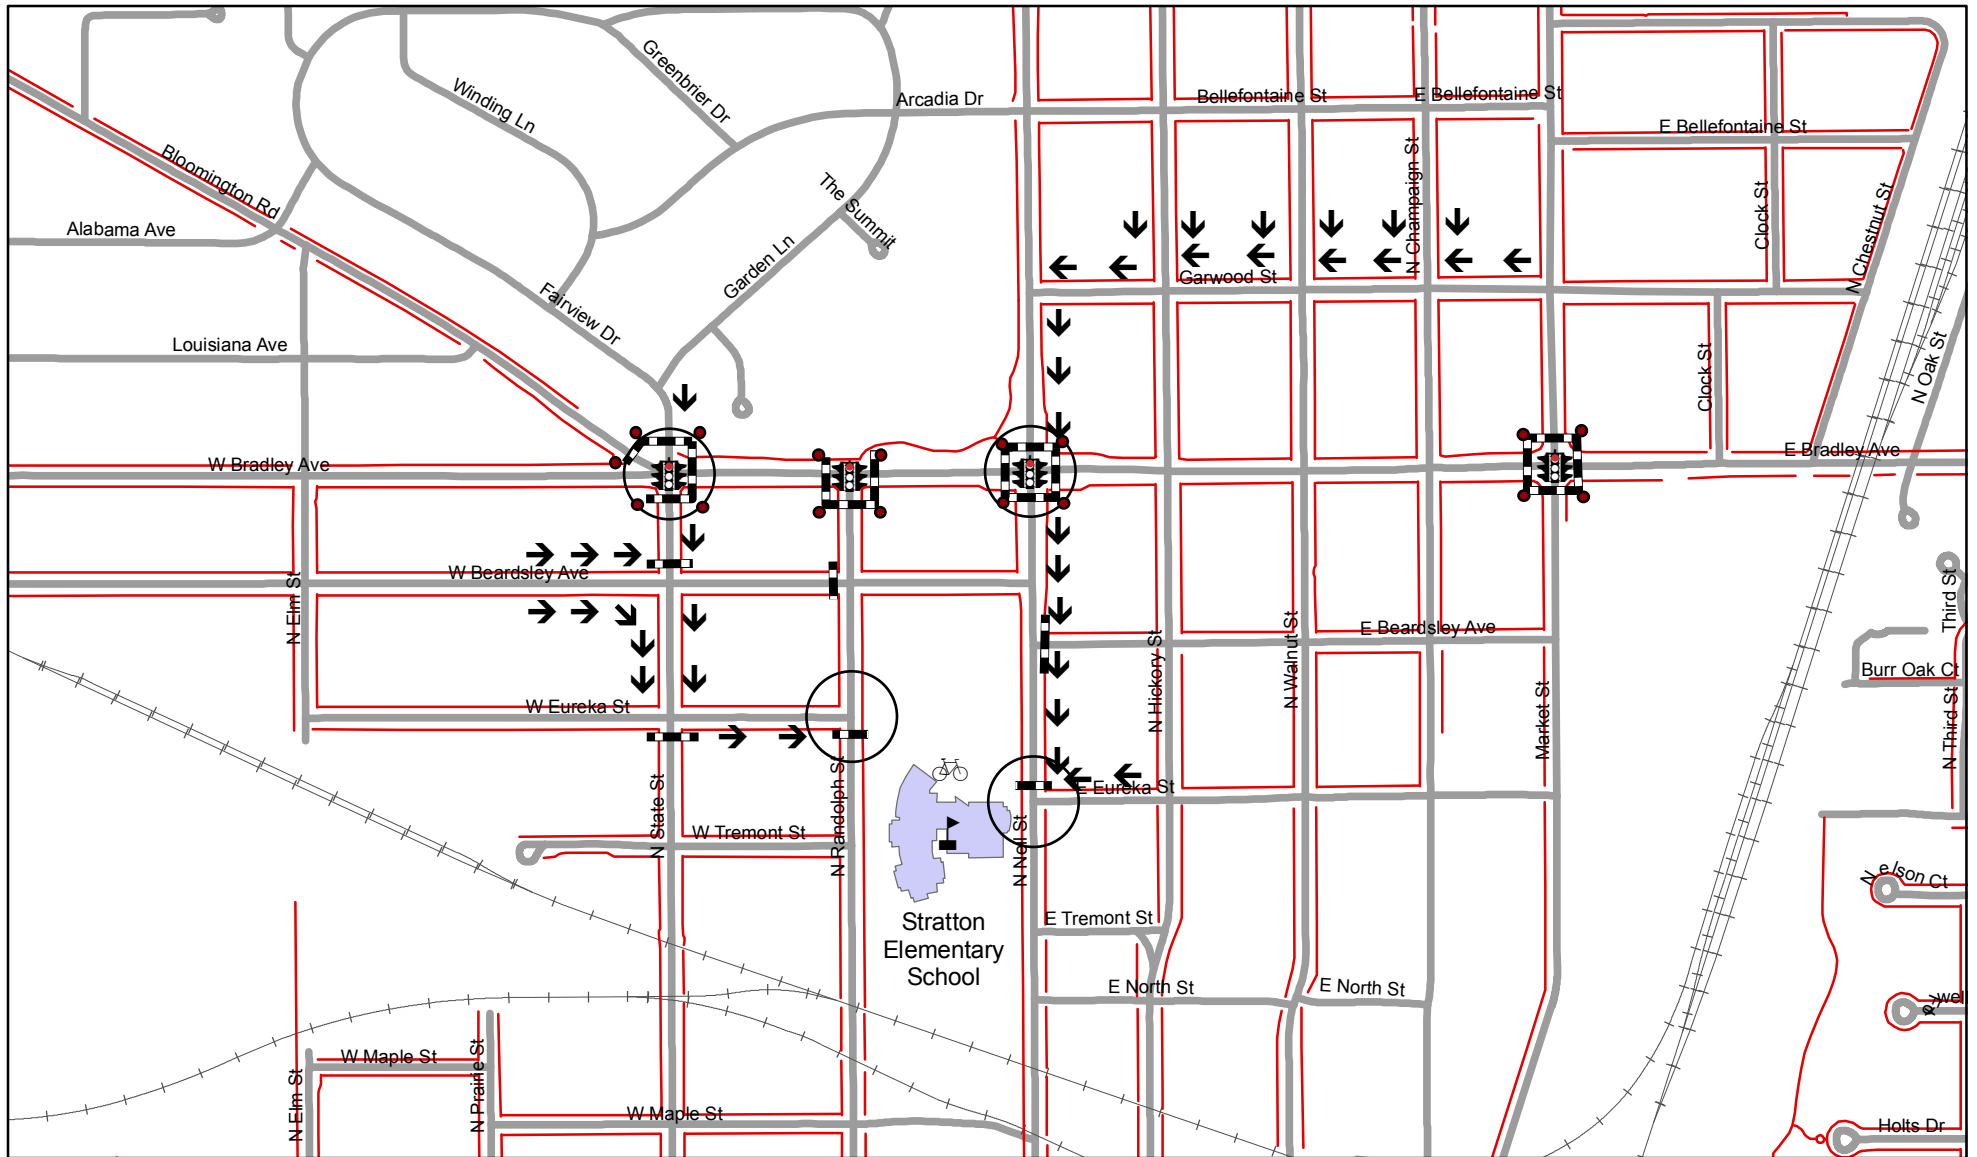 Greenbrier Dr
Winding Ln
Arcadia Dr
Bellefontaine St
E Bellefontaine St
E Bellefontaine St
Bloomington Rd
Alabama Ave
The Summit
Garden Ln
N Champaign St
Clock St
N Chestnut St
Garwood St
Fairview Dr
Louisiana Ave
Clock St
N Oak St
W Bradley Ave
E Bradley Ave
W Beardsley Ave
N Elm St
Third St
E Beardsley Ave
N Hickory St
N Walnut St
Burr Oak Ct
Market St
N Third St
W Eureka St
E Eureka St
N State St
W Tremont St
N Randolph St
N Neil St
Nelson Ct
Stratton
Elementary
School
E Tremont St
E North St
E North St
W Maple St
N Elm St
N Prairie St
W Maple St
Holts Dr